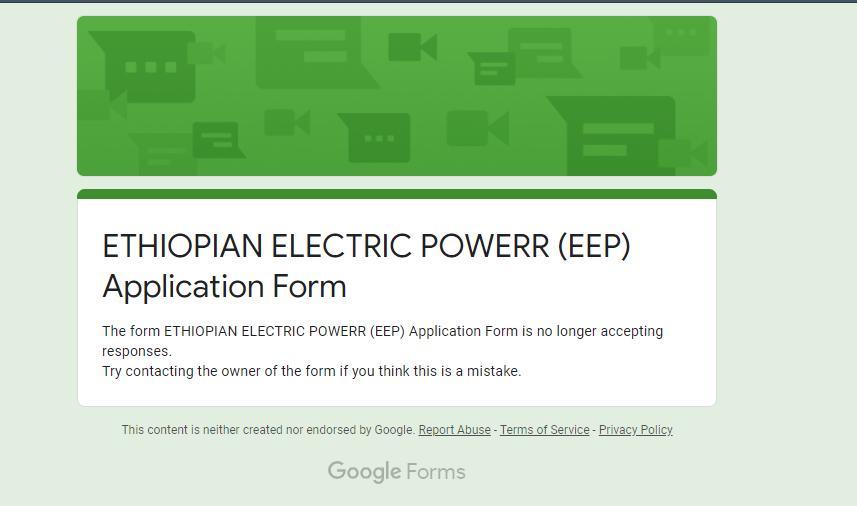 ETHIOPIAN ELECTRIC POWERR (EEP)
Application Form
The form ETHIOPIAN ELECTRIC POWERR (EEP) Application Form is no longer accepting
responses.
Try contacting the owner of the form if you think this is a mistake.
This content is neither created nor endorsed by Google. Report Abuse - Terms of Service - Privacy Policy
Google Forms